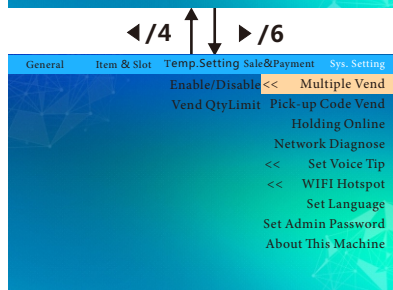 ◀/4 ▶/6
General Item & Slot Temp.Setting Sale&Payment Sys. Setting
Enable/Disable << Multiple Vend
Vend QtyLimit Pick-up Code Vend
Holding Online
Network Diagnose
<< Set Voice Tip
<< WIFI Hotspot
Set Language
Set Admin Password
About This Machine